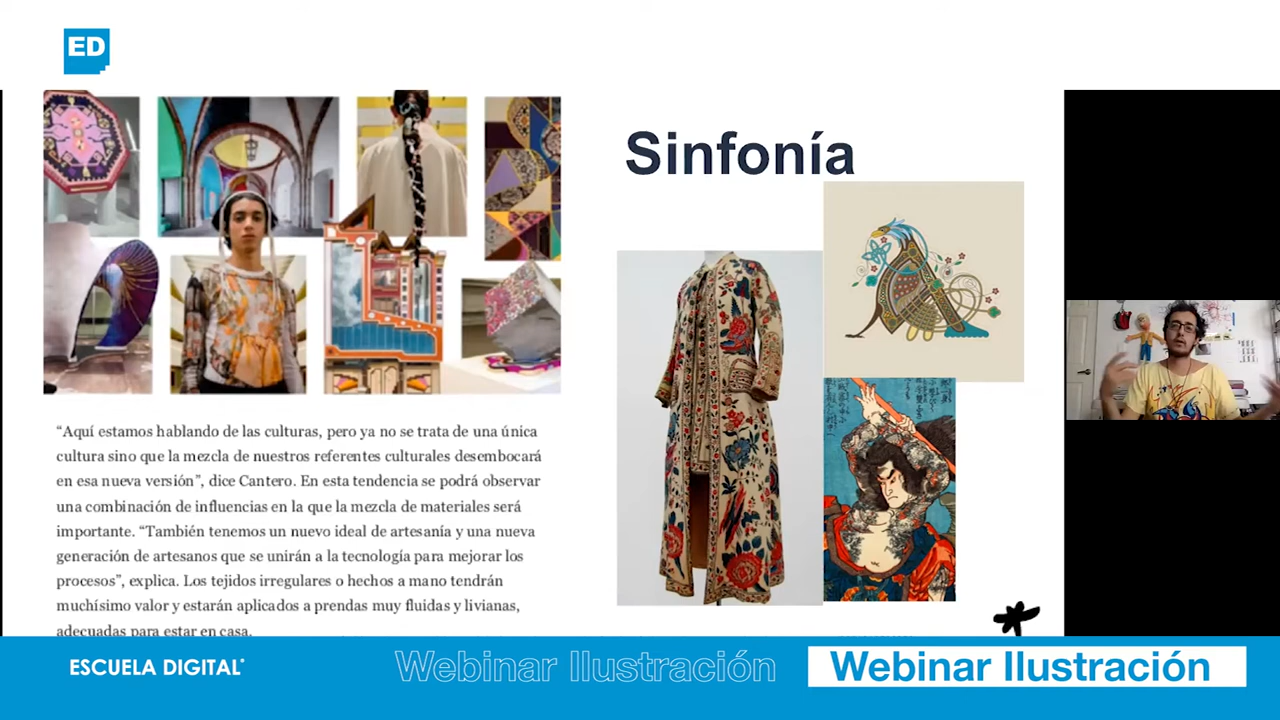 ED
Sinfonía
“Aquí estamos hablando de las culturas, pero ya no se trata de una única
cultura sino que la mezcla de nuestros referentes culturales desembocará
en esa nueva versión”, dice Cantero. En esta tendencia se podrá observar
una combinación de influencias en la que la mezcla de materiales será
importante. “También tenemos un nuevo ideal de artesanía y una nueva
generación de artesanos que se unirán a la tecnología para mejorar los
procesos”, explica. Los tejidos irregulares o hechos a mano tendrán
muchísimo valor y estarán aplicados a prendas muy fluidas y livianas,
adecuadas para estar en casa.
ESCUELA DIGITAL
Webinar Ilustración
Webinar Ilustración